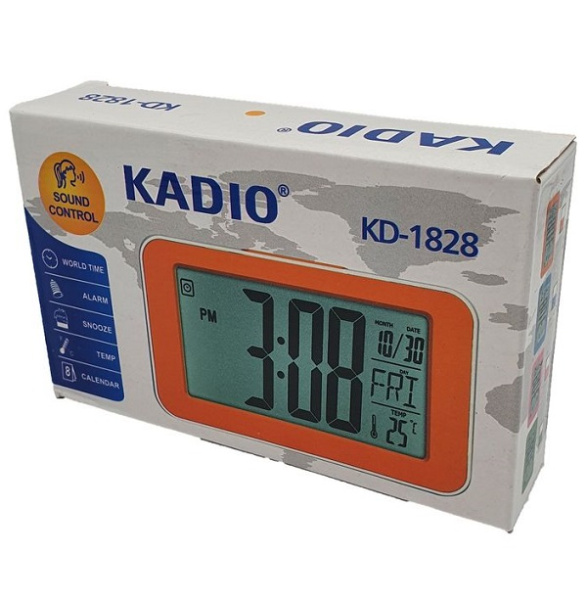 KD-1828
KADIO®
SOUND
CONTROL
KADIO®
KD-1828
WORLD TIME
ALARM
SNOOZE
TEMP
8
CALENDAR
PM
3:08
MONTH DATE
10/30
DAY
FRI
TEMP
25°C